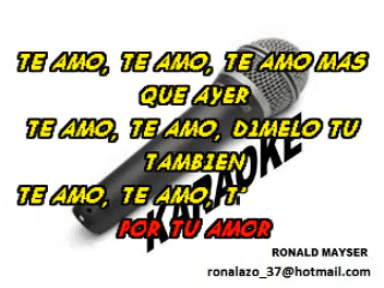 TE AMO, TE AMO, TE AMO MAS
QUE AYER
TE AMO, TE AMO, DIMELO TU
TAMBIEN
TE AMO, TE AMO, T'
POR TU AMOR
KARAOKE
RONALD MAYSER
ronalazo_37@hotmail.com